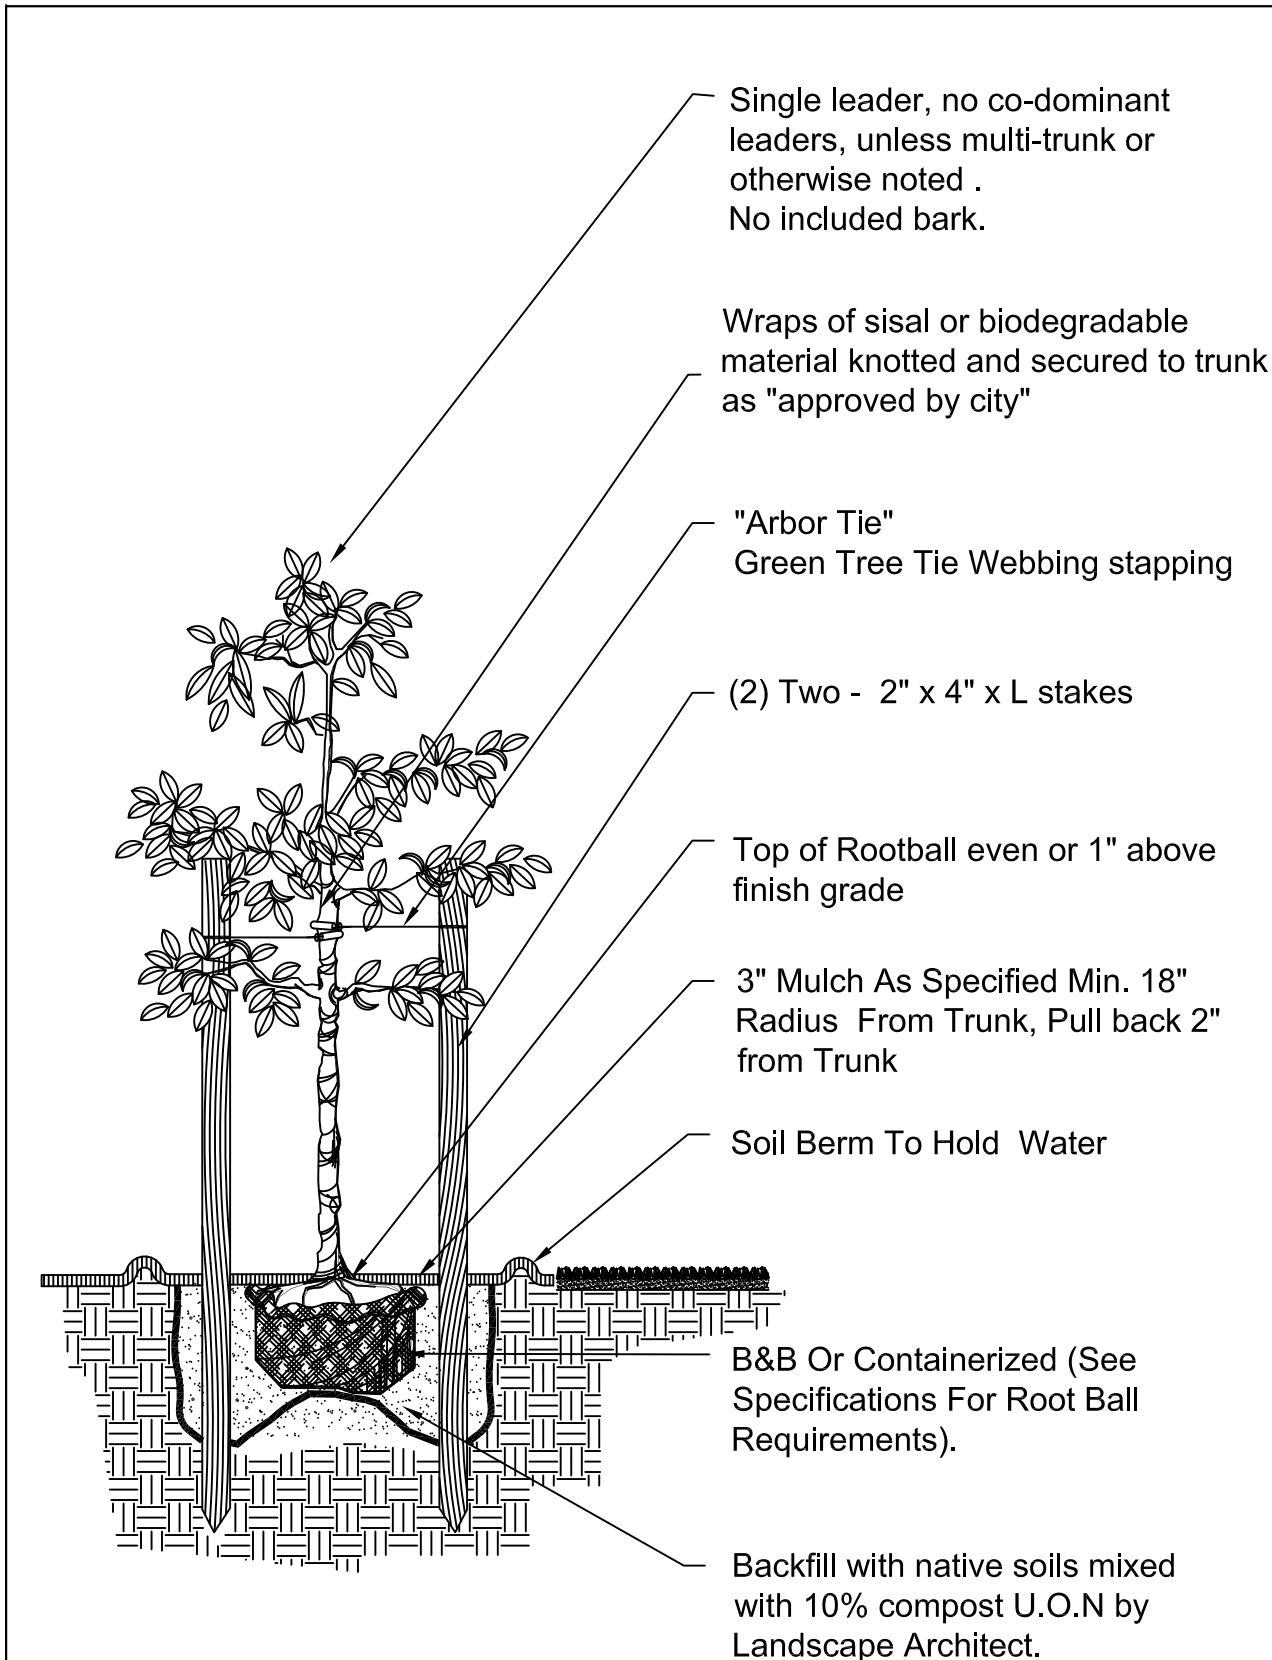 Single leader, no co-dominant
leaders, unless multi-trunk or
otherwise noted .
No included bark.
Wraps of sisal or biodegradable
material knotted and secured to trunk
as "approved by city"
"Arbor Tie"
Green Tree Tie Webbing stapping
(2) Two - 2" x 4" x L stakes
Top of Rootball even or 1" above
finish grade
3" Mulch As Specified Min. 18"
Radius From Trunk, Pull back 2"
from Trunk
Soil Berm To Hold Water
B&B Or Containerized (See
Specifications For Root Ball
Requirements).
Backfill with native soils mixed
with 10% compost U.O.N by
Landscape Architect.